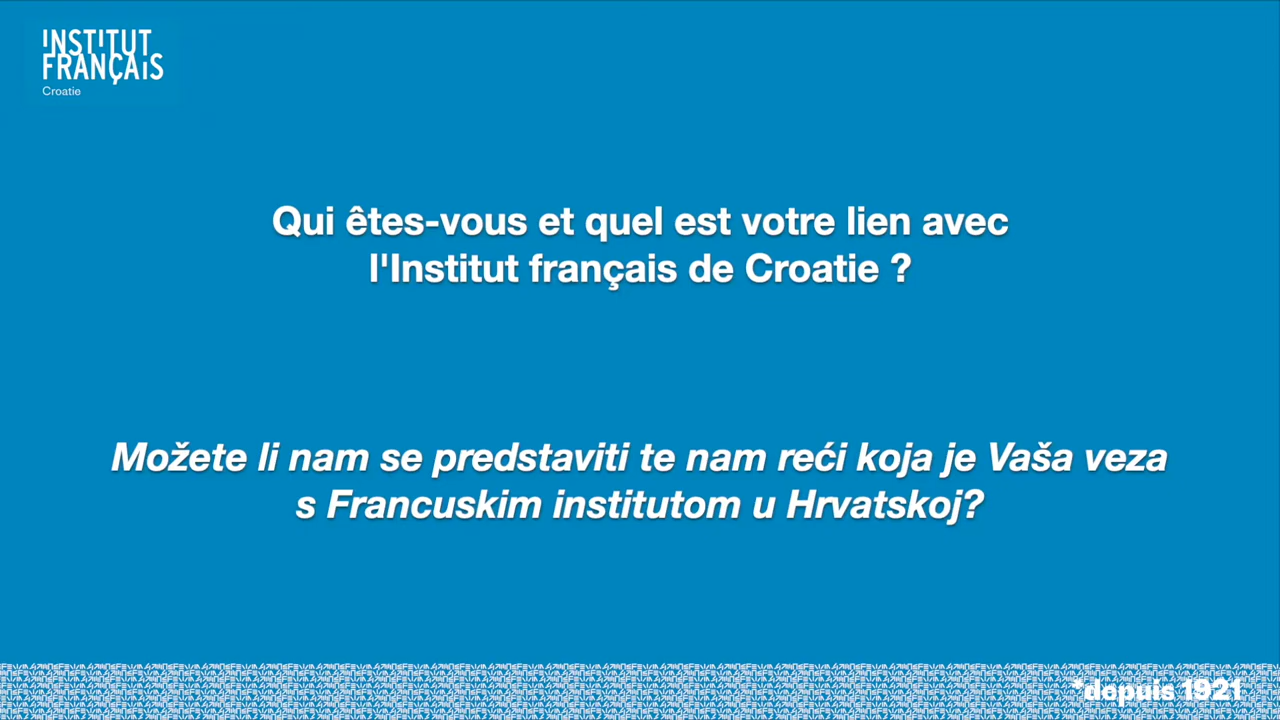 INSTITUT
FRANÇAIS
Croatie
Qui êtes-vous et quel est votre lien avec
l'Institut français de Croatie ?
Možete li nam se predstaviti te nam reći koja je Vaša veza
s Francuskim institutom u Hrvatskoj?
*depuis 1921